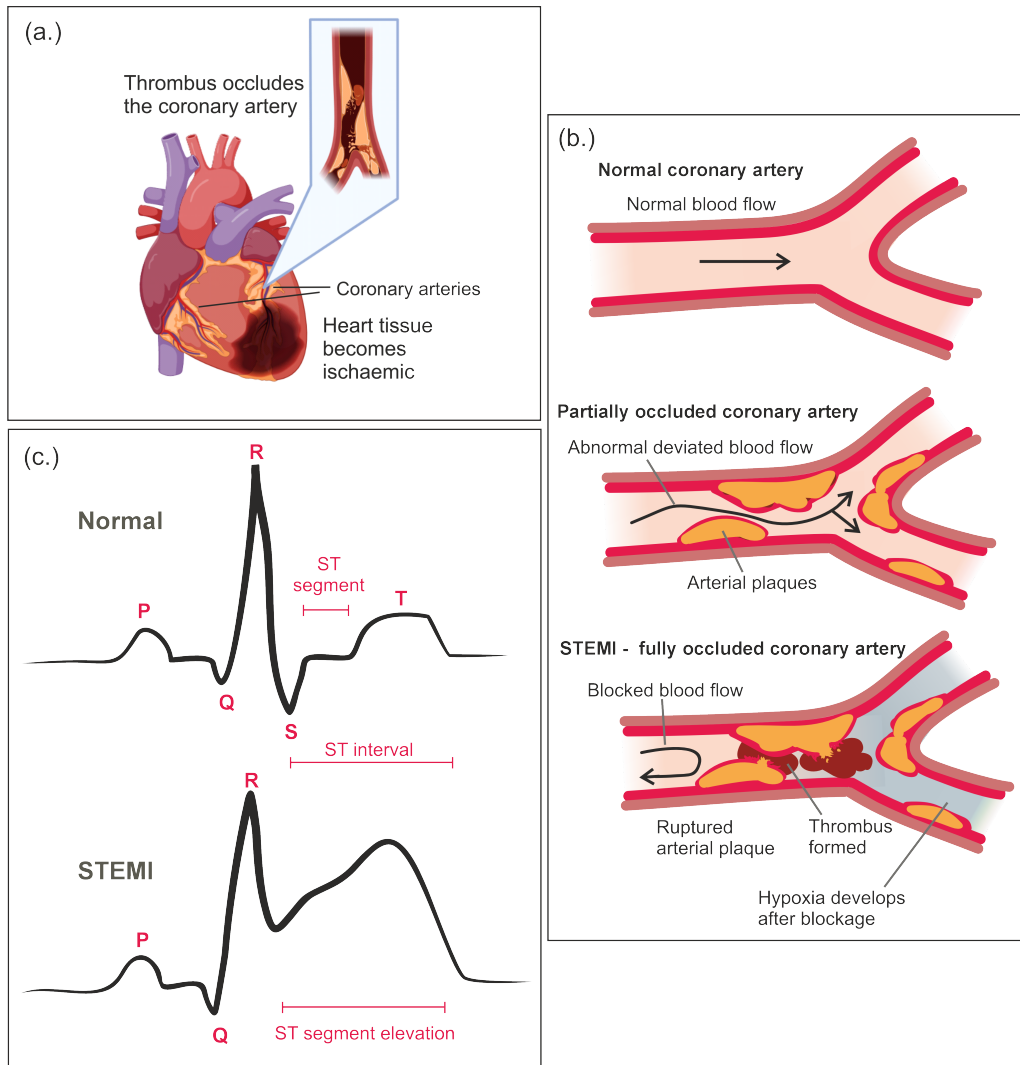 (a.)
Thrombus occludes
the coronary artery
Coronary arteries
Heart tissue
becomes
ischaemic
(b.)
Normal coronary artery
Normal blood flow
Partially occluded coronary artery
Abnormal deviated blood flow
Arterial plaques
STEMI - fully occluded coronary artery
Blocked blood flow
Ruptured
arterial plaque
Thrombus
formed
Hypoxia develops
after blockage
(c.)
Normal
P
Q
R
S
ST
segment
T
ST interval
STEMI
P
Q
R
ST segment elevation